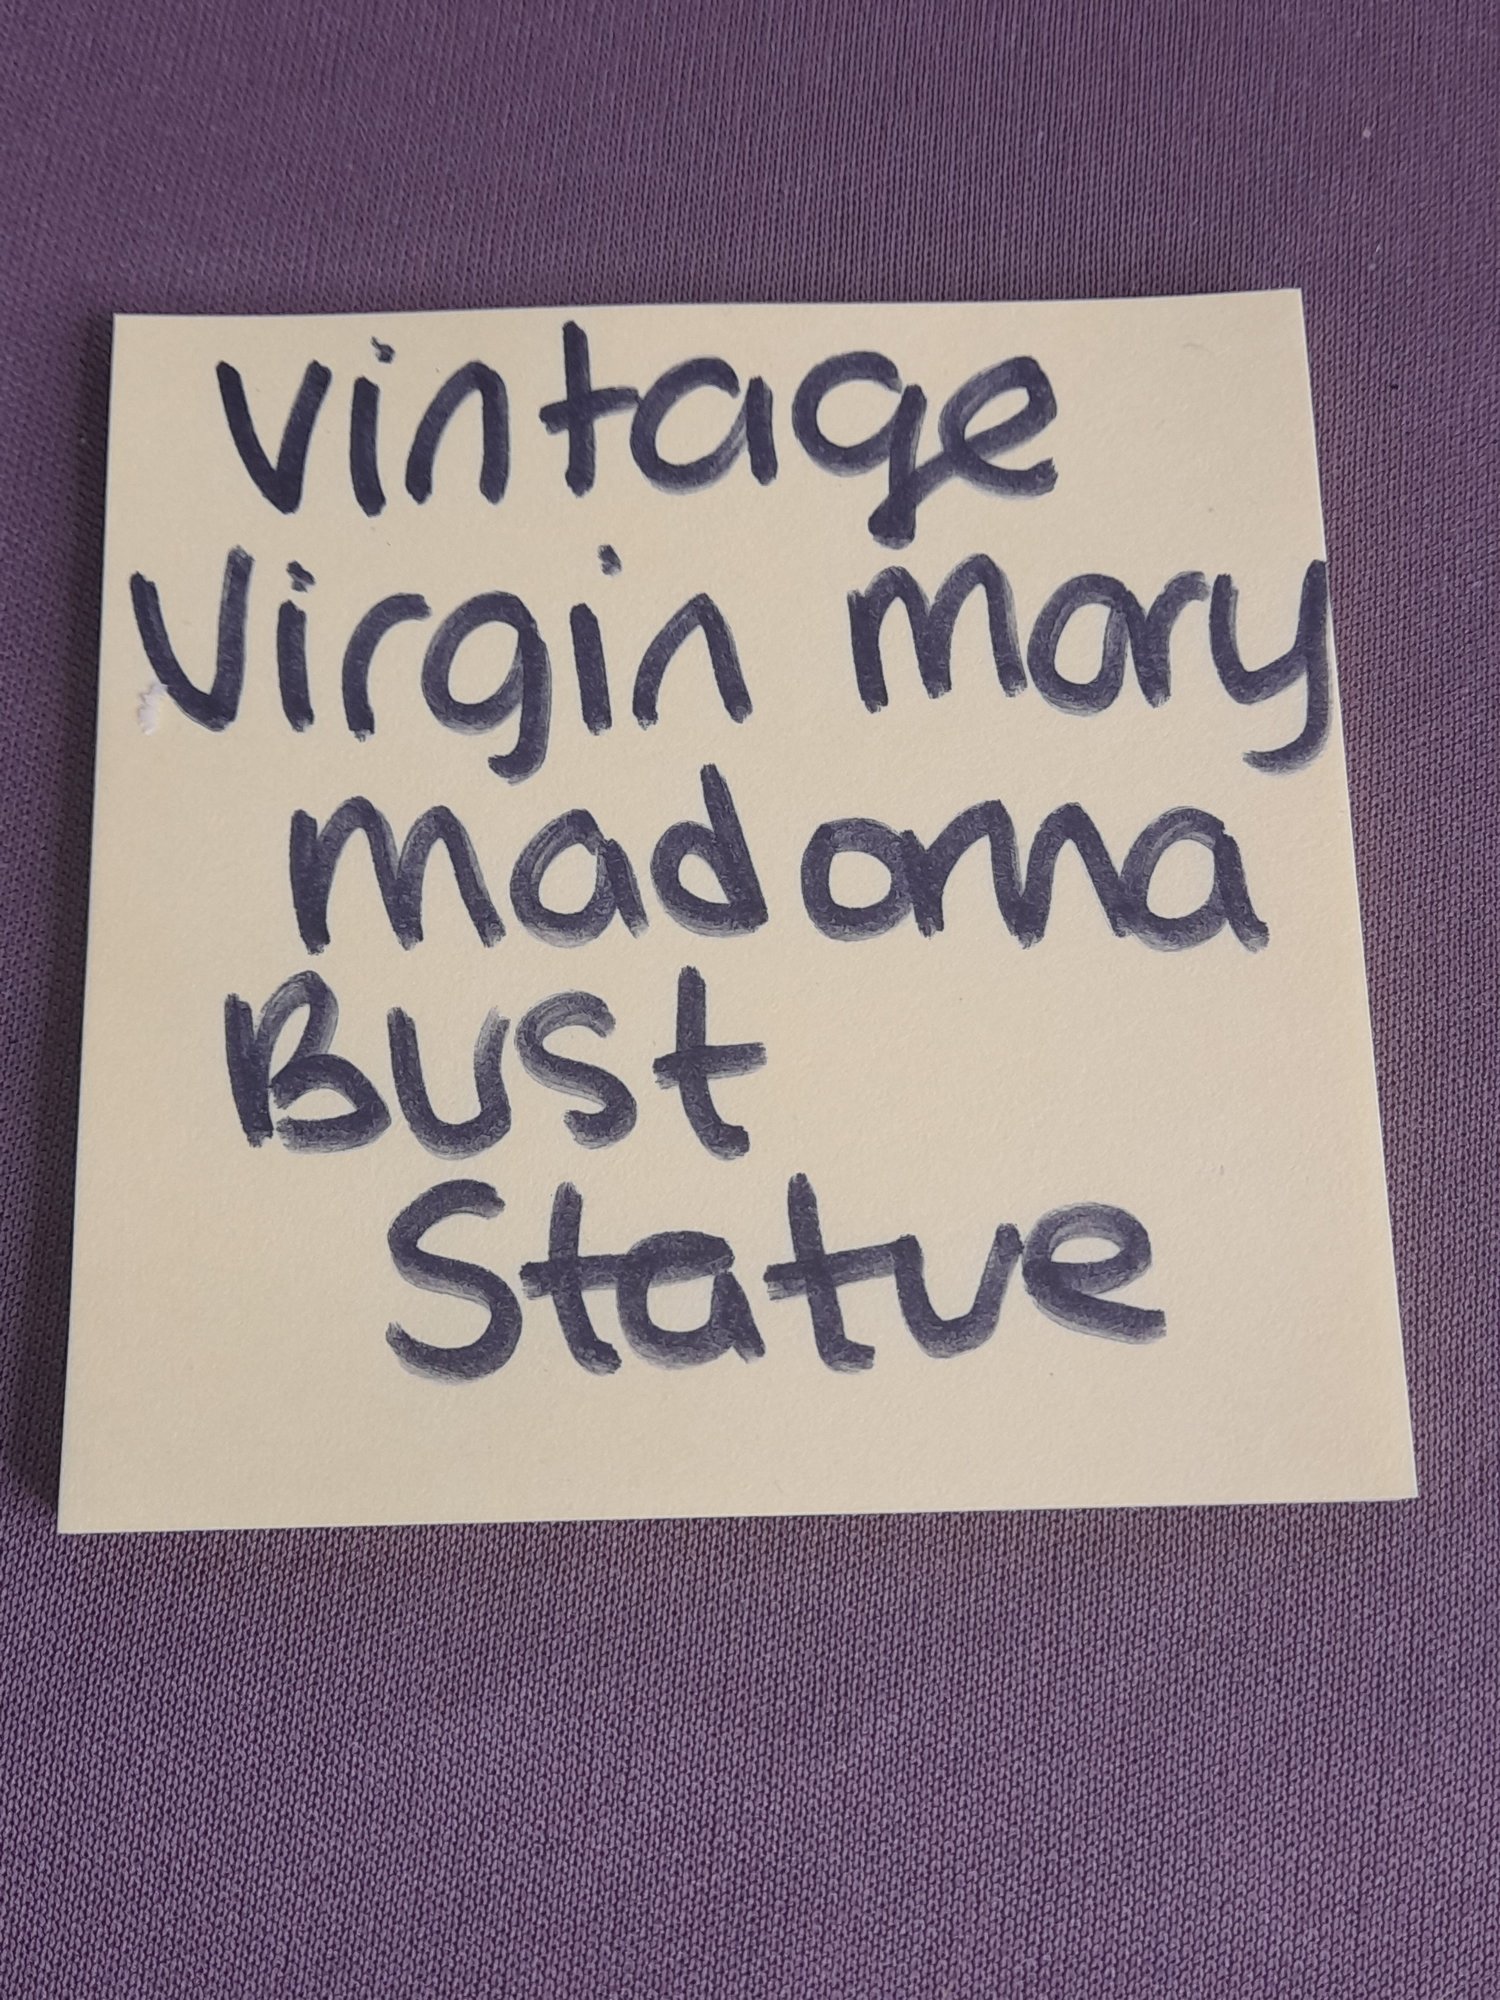 vintage
Virgin mary
madonna
Bust
Statue